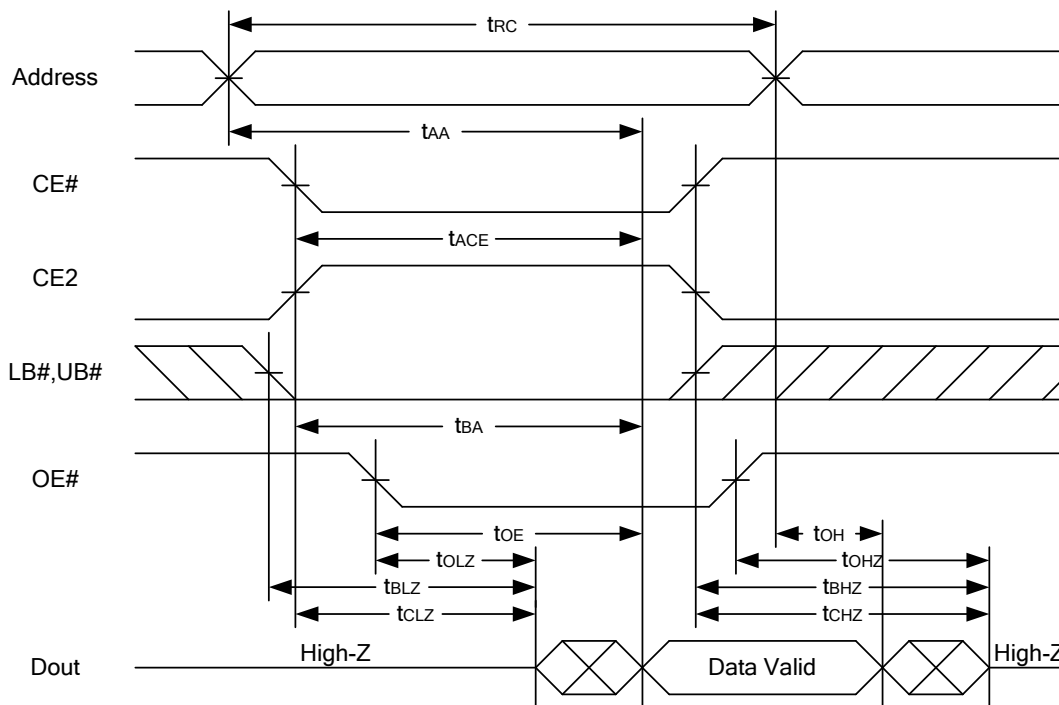 tRC
Address
tAA
CE#
tACE
CE2
LB#,UB#
tBA
OE#
tOE
tOH
tOLZ
tOHZ
tBLZ
tBHZ
tCLZ
tCHZ
High-Z
Dout
Data Valid
High-Z